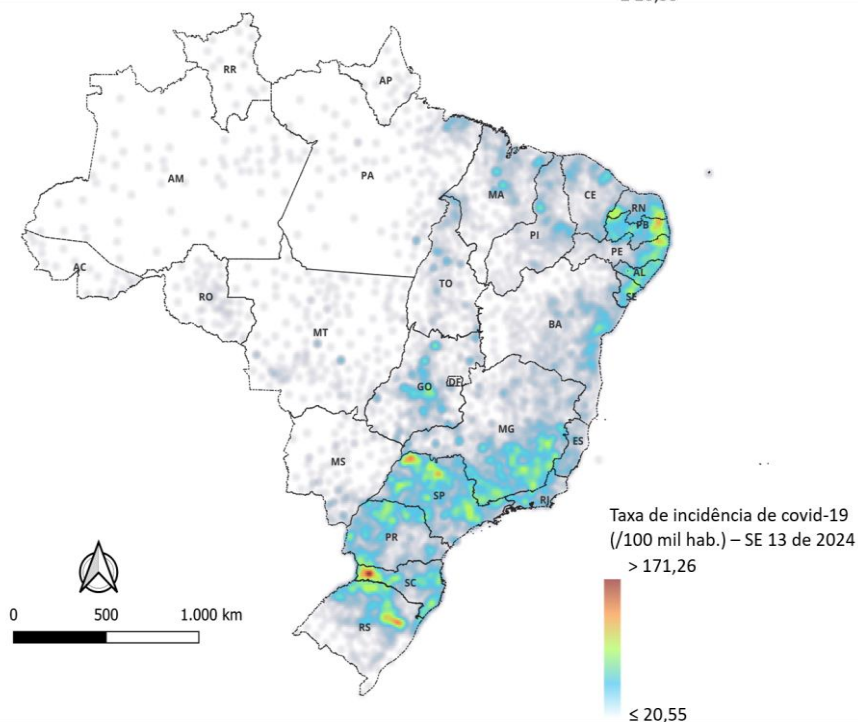 RR
AP
AM
PA
MA
CE
RN
PB
PI
PE
AL
SE
AC
RO
TO
BA
MT
GO
DF
MG
ES
MS
SP
RJ
PR
SC
RS
Taxa de incidência de covid-19
(/100 mil hab.) – SE 13 de 2024
> 171,26
≤ 20,55
0 500 1.000 km